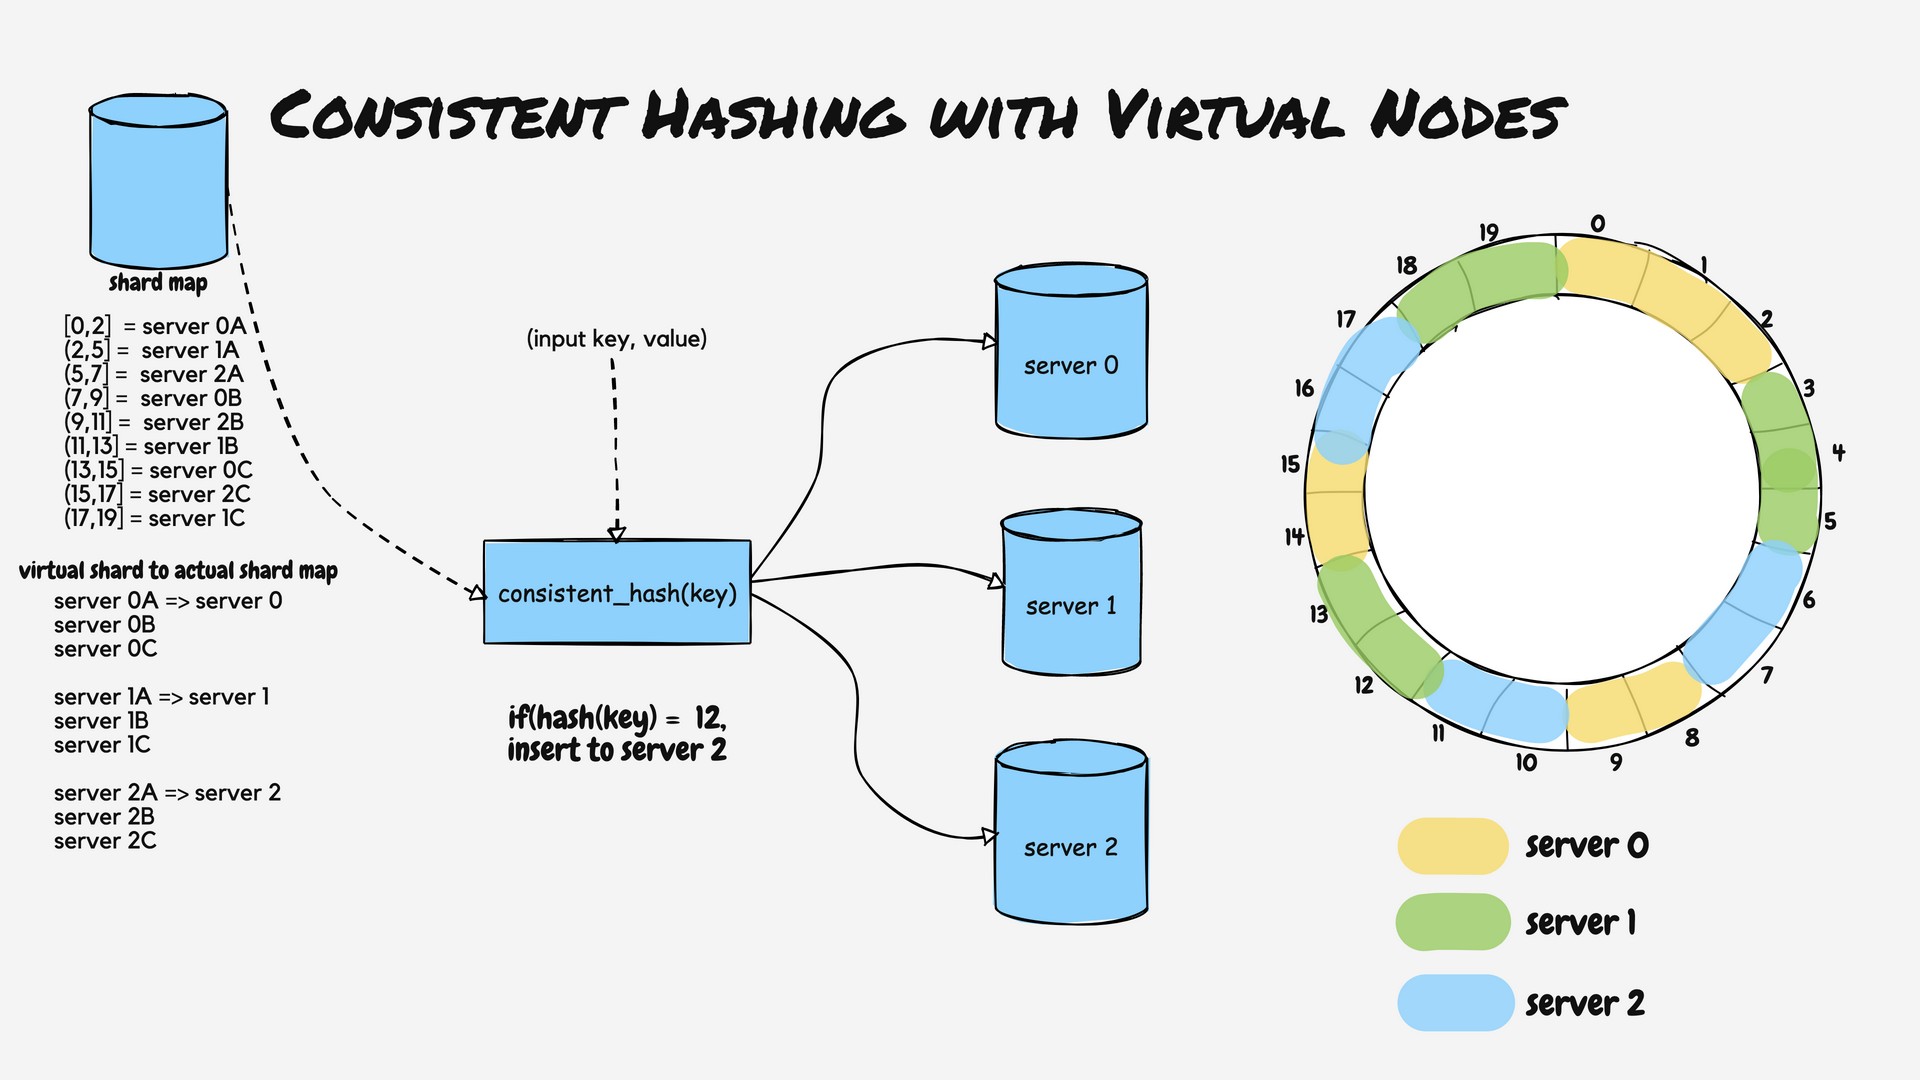 Consistent Hashing with Virtual Nodes
shard map
[0,2] = server 0A
(2,5] = server 1A
(5,7] = server 2A
(7,9] = server 0B
(9,11] = server 2B
(11,13] = server 1B
(13,15] = server 0C
(15,17] = server 2C
(17,19] = server 1C
virtual shard to actual shard map
server 0A => server 0
server 0B
server 0C
server 1A => server 1
server 1B
server 1C
server 2A => server 2
server 2B
server 2C
(input key, value)
consistent_hash(key)
if(hash(key) = 12,
insert to server 2
server 0
server 1
server 2
0
1
2
3
4
5
6
7
8
9
10
11
12
13
14
15
16
17
18
19
server 0
server 1
server 2